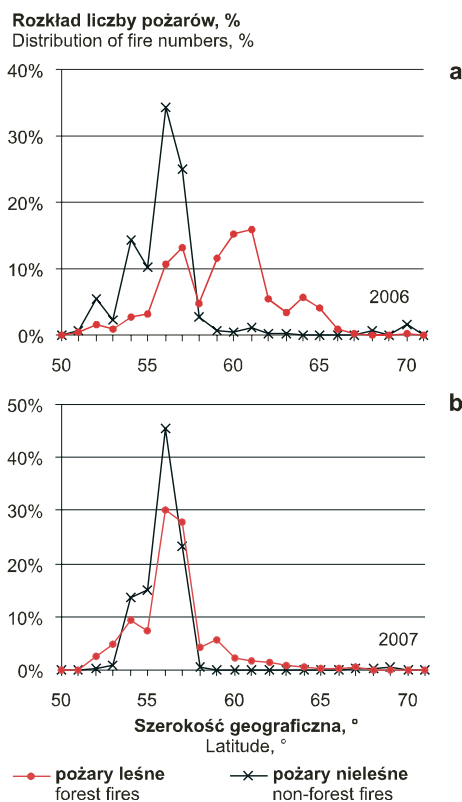 Rozkład liczby pożarów, %
Distribution of fire numbers, %
40%
a
30%
20%
10%
2006
0%
50 55 60 65 70
50%
b
40%
30%
20%
10%
2007
0%
50 55 60 65 70
Szerokość geograficzna, °
Latitude, °
pożary leśne pożary nieleśne
forest fires non-forest fires